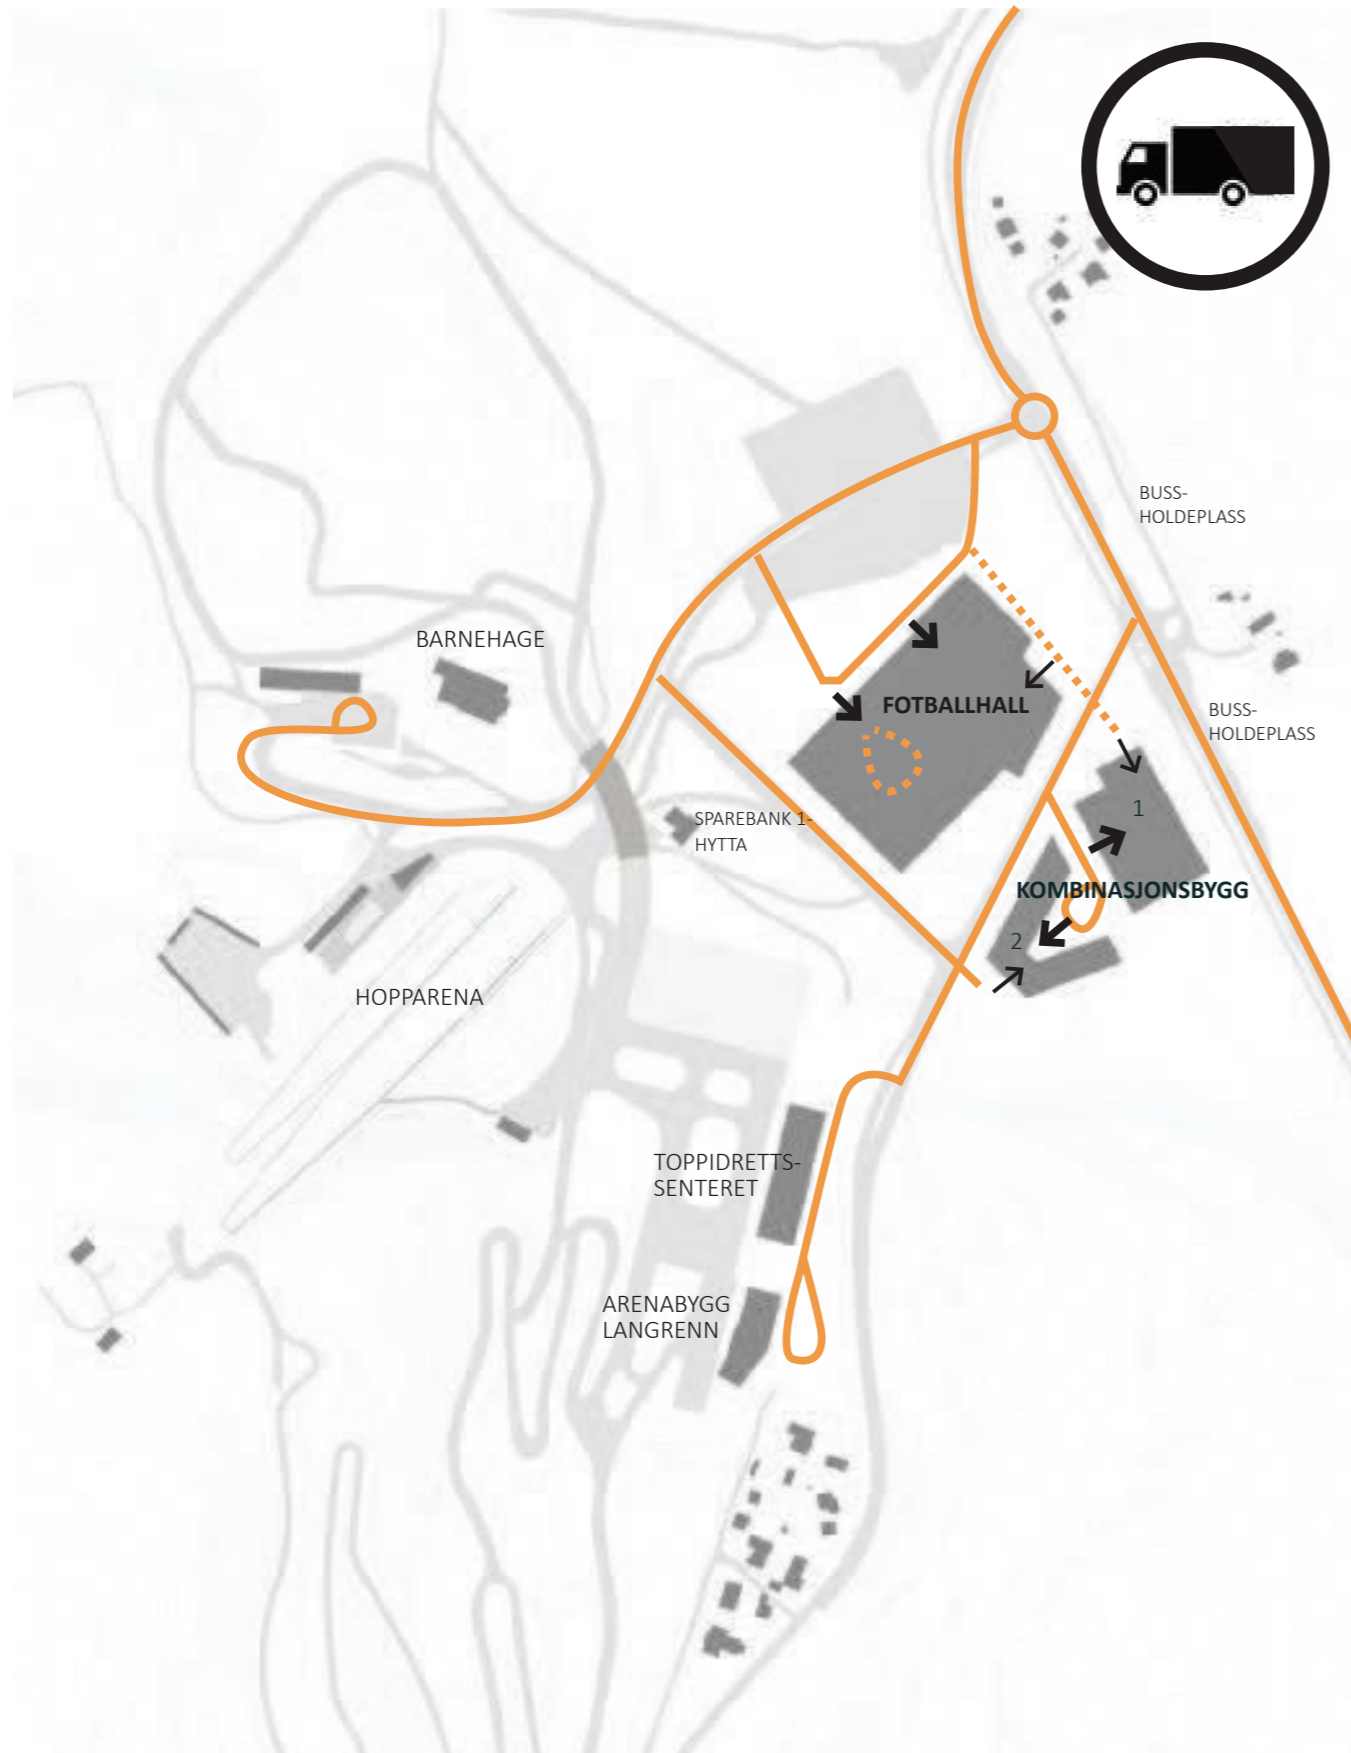 BUSS-
HOLDEPLASS
BARNEHAGE
FOTBALLHALL
BUSS-
HOLDEPLASS
1
SPAREBANK 1-
HYTTA
KOMBINASJONSBYGG
2
HOPPARENA
TOPPIDRETTS-
SENTERET
ARENABYGG
LANGRENN